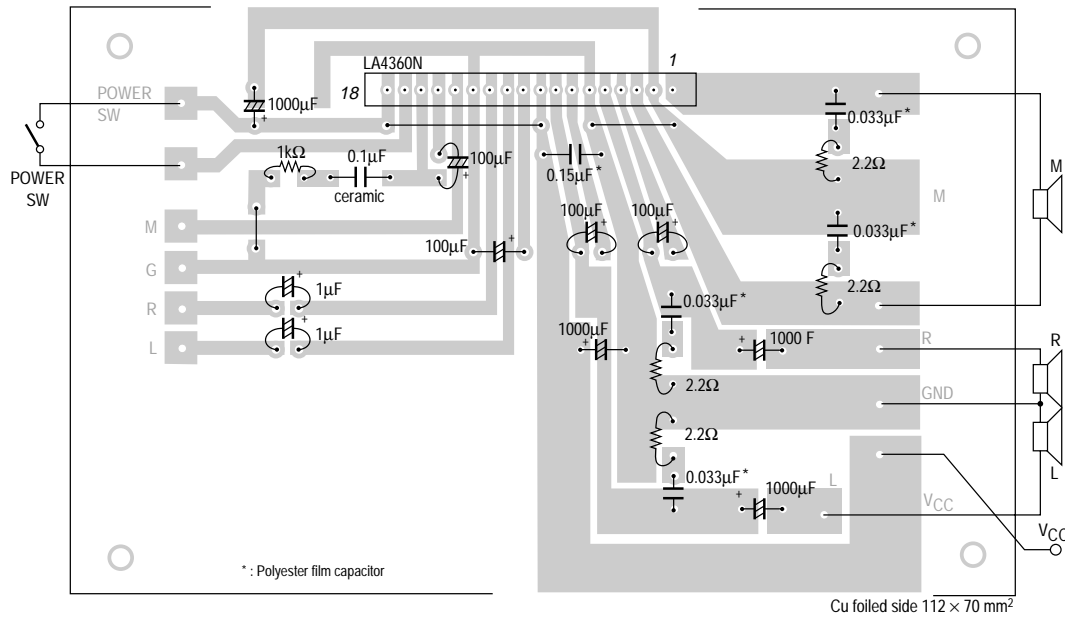 LA4360N
1
18
POWER
SW
1000μF
0.033μF*
2.2Ω
POWER
SW
1kΩ
0.1μF
ceramic
100μF
0.15μF*
M
M
M
100μF
100μF
0.033μF*
100μF
G
2.2Ω
1μF
0.033μF*
R
1μF
1000μF
1000 F
R
R
L
2.2Ω
GND
2.2Ω
0.033μF*
1000μF
L
L
VCC
VCC
* : Polyester film capacitor
Cu foiled side 112 × 70 mm²